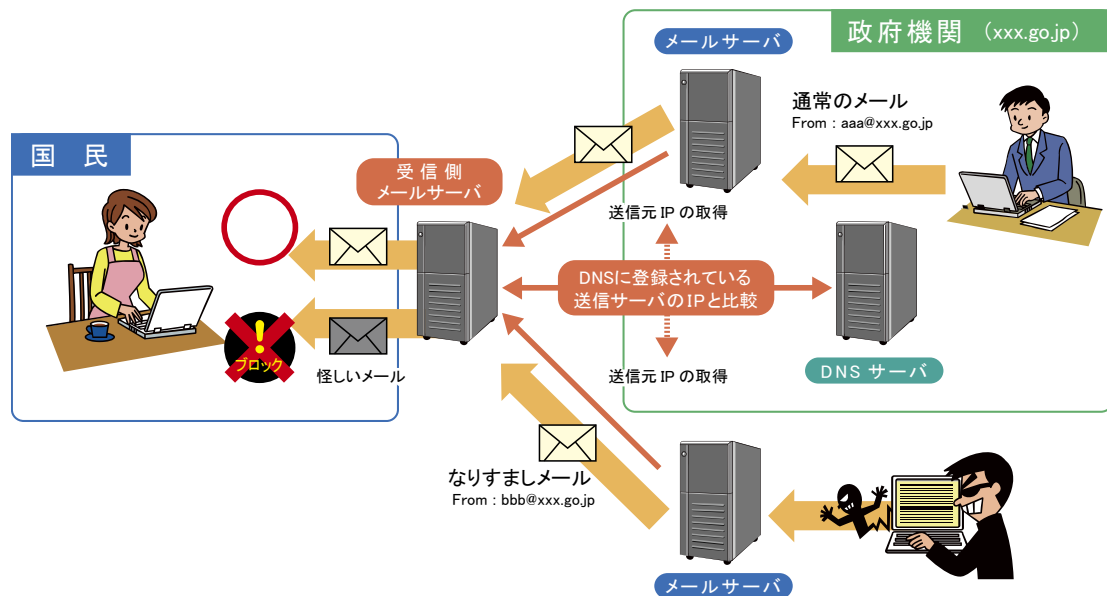 政府機関（xxx.go.jp）
メールサーバ
通常のメール
From : aaa@xxx.go.jp
国 民
受信側
メールサーバ
送信元IPの取得
DNSに登録されている
送信サーバのIPと比較
!
ブロック
怪しいメール
送信元IPの取得
DNS サーバ
なりすましメール
From : bbb@xxx.go.jp
メールサーバ